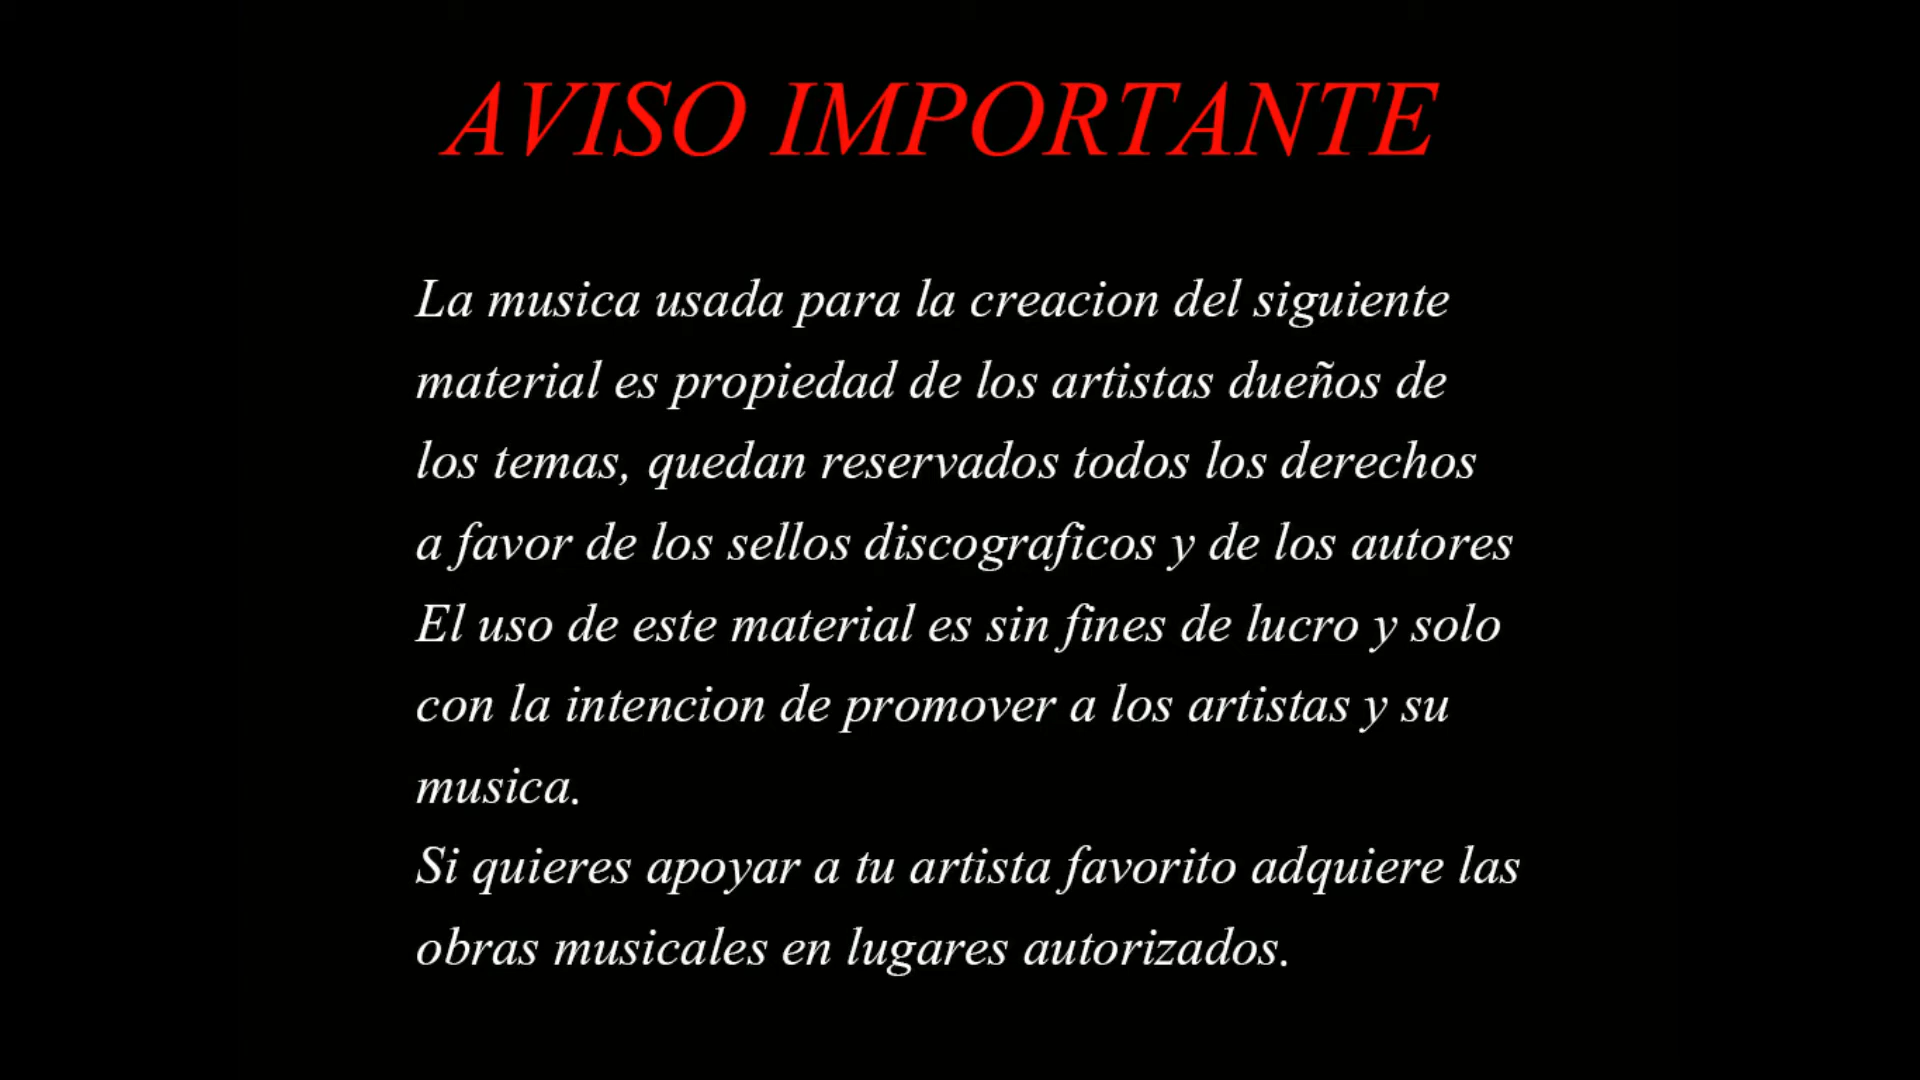 AVISO IMPORTANTE
La musica usada para la creacion del siguiente
material es propiedad de los artistas dueños de
los temas, quedan reservados todos los derechos
a favor de los sellos discograficos y de los autores
El uso de este material es sin fines de lucro y solo
con la intencion de promover a los artistas y su
musica.
Si quieres apoyar a tu artista favorito adquiere las
obras musicales en lugares autorizados.